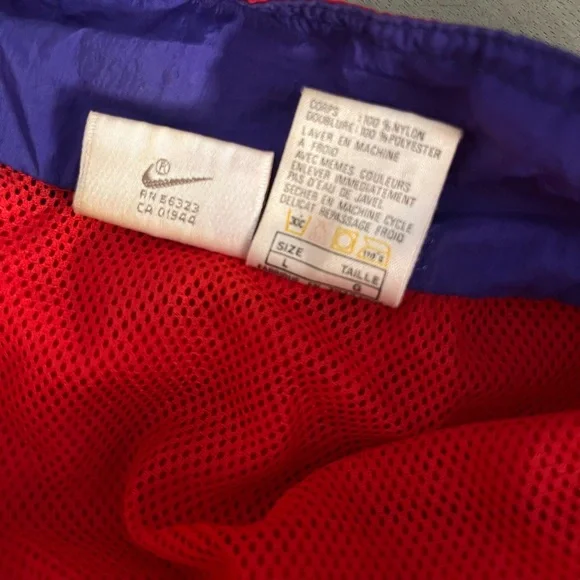 ®
RN 56323
CA 01944
CORPS : 100 % NYLON
DOUBLURE : 100 % POLYESTER
LAVER EN MACHINE
A FROID
AVEC MEMES COULEURS
ENLEVER IMMEDIATEMENT
PAS D'EAU DE JAVEL
SECHER EN MACHINE CYCLE
DELICAT REPASSAGE FROID
SIZE TAILLE
L G